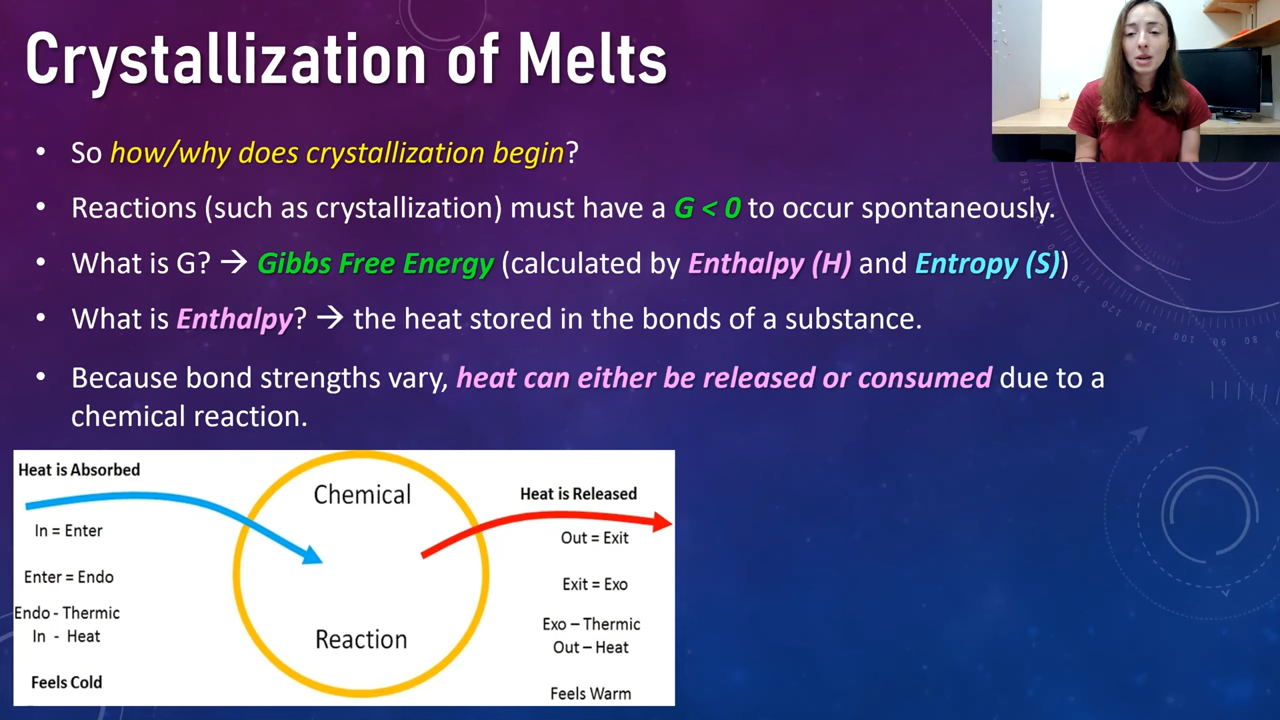 Crystallization of Melts
• So how/why does crystallization begin?
• Reactions (such as crystallization) must have a G < 0 to occur spontaneously.
• What is G? → Gibbs Free Energy (calculated by Enthalpy (H) and Entropy (S))
• What is Enthalpy? → the heat stored in the bonds of a substance.
• Because bond strengths vary, heat can either be released or consumed due to a
chemical reaction.
Heat is Absorbed
In = Enter
Enter = Endo
Endo - Thermic
In - Heat
Feels Cold
Chemical
Reaction
Heat is Released
Out = Exit
Exit = Exo
Exo – Thermic
Out – Heat
Feels Warm